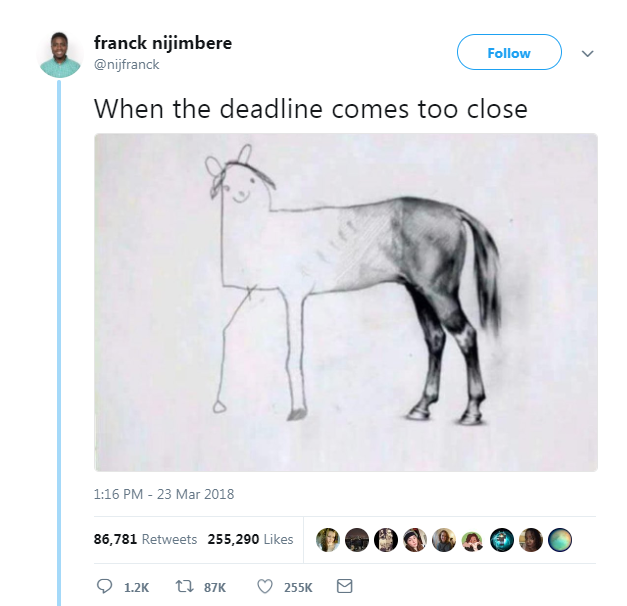 franck nijimbere
@nijfranck
Follow
When the deadline comes too close
1:16 PM - 23 Mar 2018
86,781 Retweets 255,290 Likes
1.2K 87K 255K